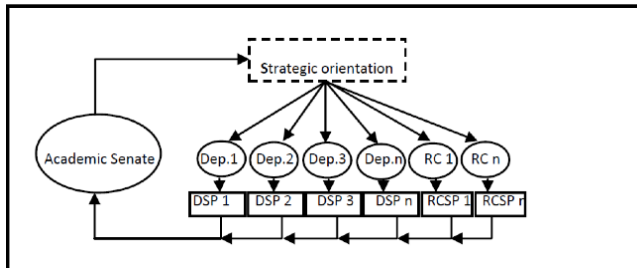 Strategic orientation
Academic Senate
Dep.1 Dep.2 Dep.3 Dep.n RC 1 RC n
DSP 1 DSP 2 DSP 3 DSP n RCSP 1 RCSP n